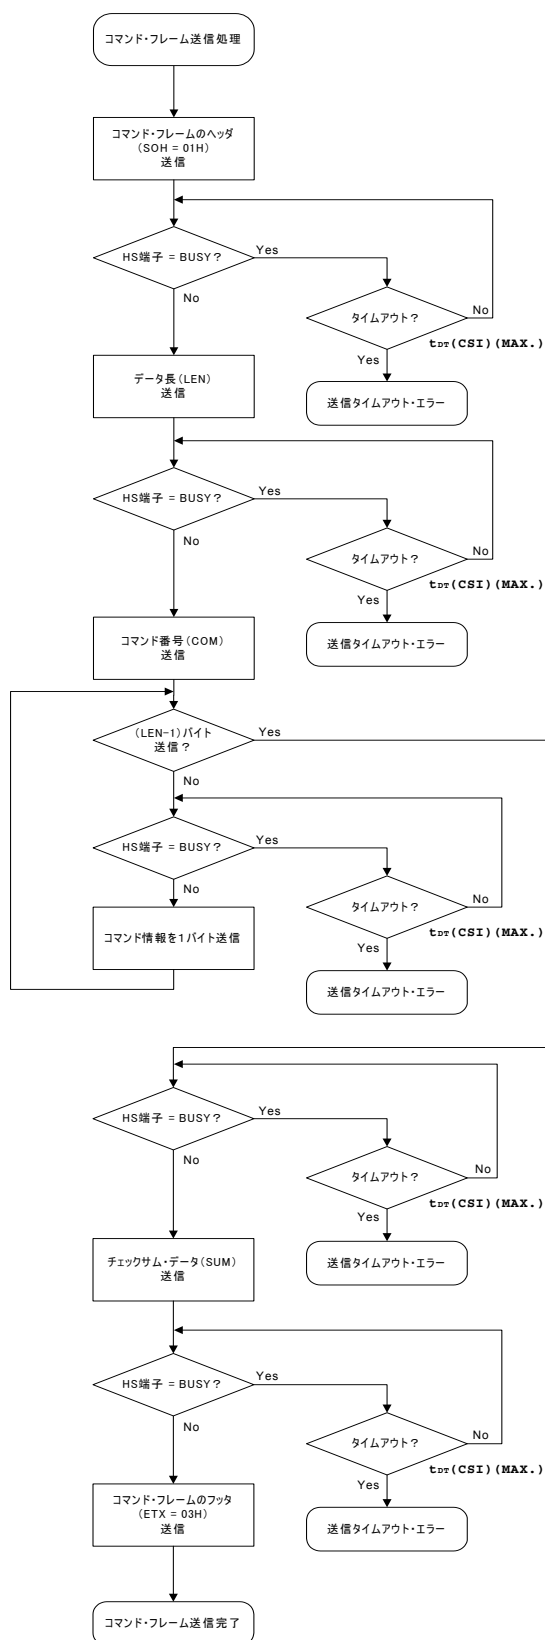 コマンド・フレーム送信処理
コマンド・フレームのヘッダ
(SOH = 01H)
送信
HS端子 = BUSY?
Yes
No
タイムアウト?
No
tDT(CSI)(MAX.)
Yes
送信タイムアウト・エラー
データ長(LEN)
送信
HS端子 = BUSY?
Yes
No
タイムアウト?
No
tDT(CSI)(MAX.)
Yes
送信タイムアウト・エラー
コマンド番号(COM)
送信
(LEN-1)バイト
送信?
Yes
No
HS端子 = BUSY?
Yes
No
タイムアウト?
No
tDT(CSI)(MAX.)
Yes
送信タイムアウト・エラー
コマンド情報を1バイト送信
HS端子 = BUSY?
Yes
No
タイムアウト?
No
tDT(CSI)(MAX.)
Yes
送信タイムアウト・エラー
チェックサム・データ(SUM)
送信
HS端子 = BUSY?
Yes
No
タイムアウト?
No
tDT(CSI)(MAX.)
Yes
送信タイムアウト・エラー
コマンド・フレームのフッタ
(ETX = 03H)
送信
コマンド・フレーム送信完了